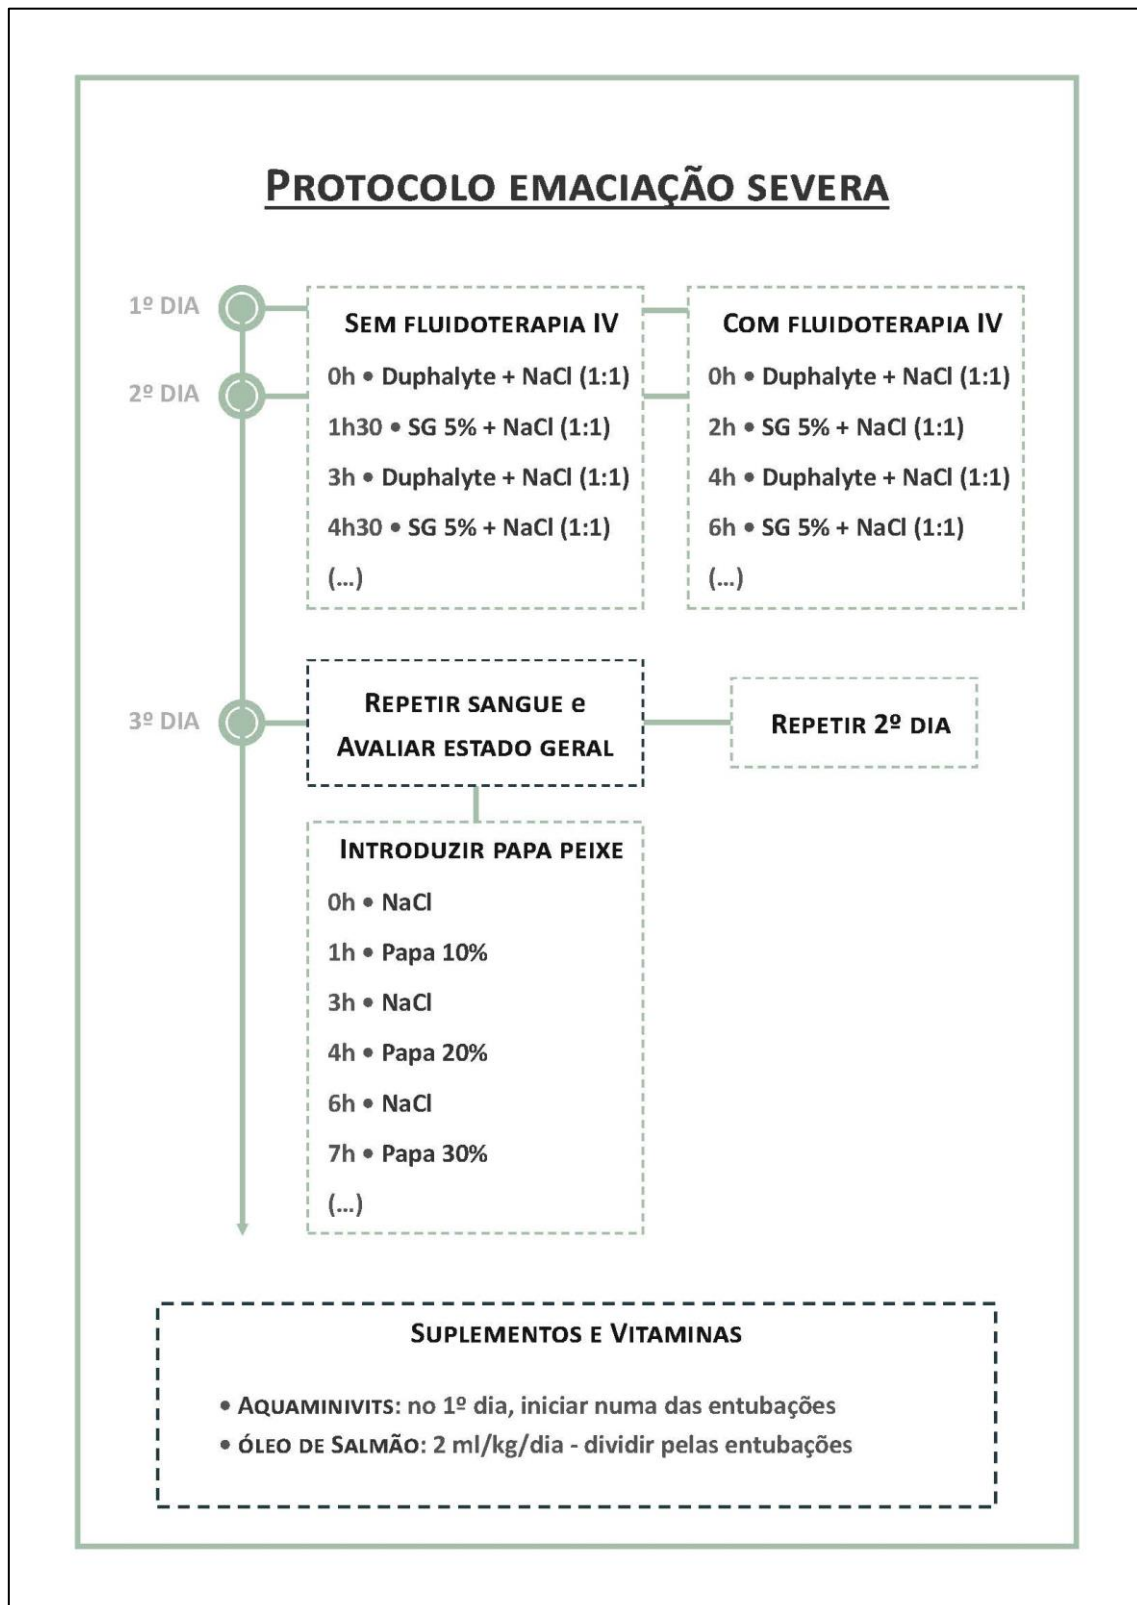 PROTOCOLO EMACIAÇÃO SEVERA
1º DIA
2º DIA
SEM FLUIDOTERAPIA IV
0h • Duphalyte + NaCl (1:1)
1h30 • SG 5% + NaCl (1:1)
3h • Duphalyte + NaCl (1:1)
4h30 • SG 5% + NaCl (1:1)
(...)
COM FLUIDOTERAPIA IV
0h • Duphalyte + NaCl (1:1)
2h • SG 5% + NaCl (1:1)
4h • Duphalyte + NaCl (1:1)
6h • SG 5% + NaCl (1:1)
(...)
3º DIA
REPETIR SANGUE e
AVALIAR ESTADO GERAL
REPETIR 2º DIA
INTRODUZIR PAPA PEIXE
0h • NaCl
1h • Papa 10%
3h • NaCl
4h • Papa 20%
6h • NaCl
7h • Papa 30%
(...)
SUPLEMENTOS E VITAMINAS
• AQUAMINIVITS: no 1º dia, iniciar numa das entubações
• ÓLEO DE SALMÃO: 2 ml/kg/dia - dividir pelas entubações